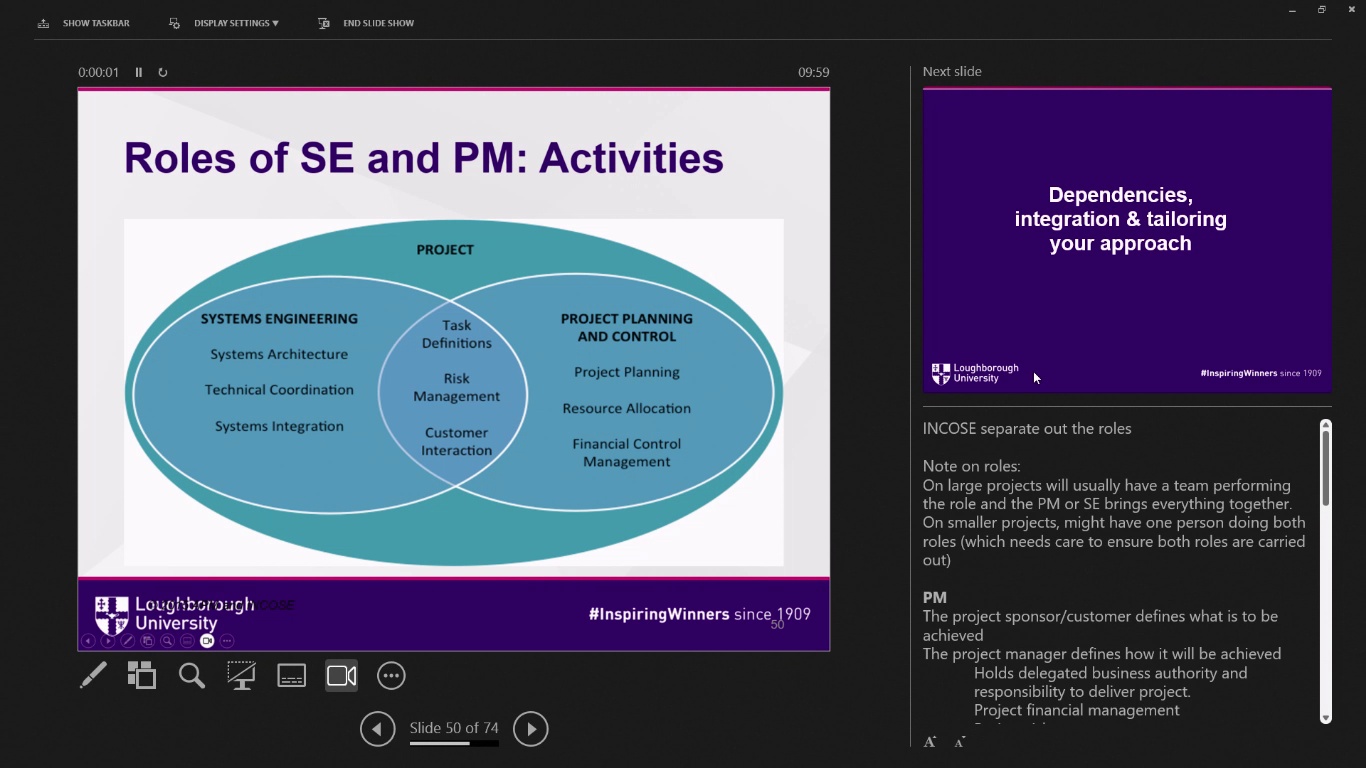 SHOW TASKBAR
DISPLAY SETTINGS ▼
END SLIDE SHOW
0:00:01
09:59
Roles of SE and PM: Activities
PROJECT
SYSTEMS ENGINEERING
Systems Architecture
Technical Coordination
Systems Integration
Task
Definitions
Risk
Management
Customer
Interaction
PROJECT PLANNING
AND CONTROL
Project Planning
Resource Allocation
Financial Control
Management
Loughborough
University
#InspiringWinners since 1909
50
Slide 50 of 74
Next slide
Dependencies,
integration & tailoring
your approach
Loughborough
University
#InspiringWinners since 1909
INCOSE separate out the roles
Note on roles:
On large projects will usually have a team performing
the role and the PM or SE brings everything together.
On smaller projects, might have one person doing both
roles (which needs care to ensure both roles are carried
out)
PM
The project sponsor/customer defines what is to be
achieved
The project manager defines how it will be achieved
Holds delegated business authority and
responsibility to deliver project.
Project financial management
A
A